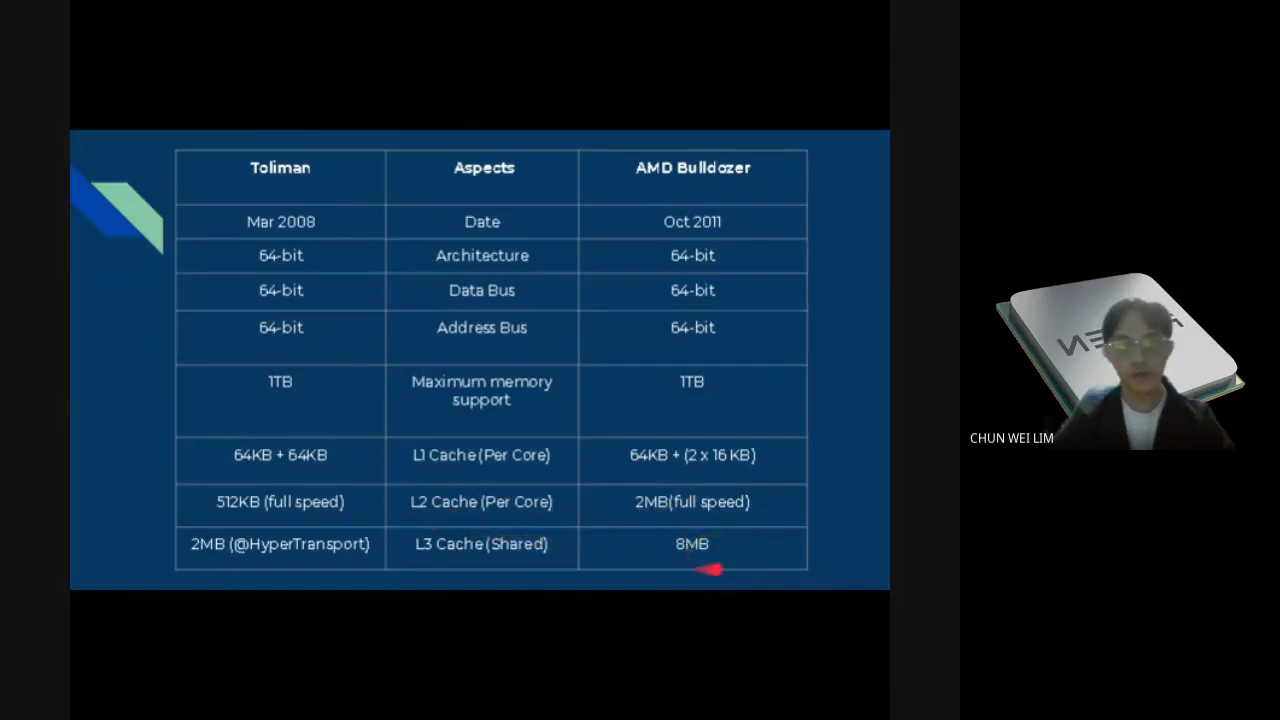 Toliman Aspects AMD Bulldozer
Mar 2008 Date Oct 2011
64-bit Architecture 64-bit
64-bit Data Bus 64-bit
64-bit Address Bus 64-bit
1TB Maximum memory 1TB
support
64KB + 64KB L1 Cache (Per Core) 64KB + (2 x 16 KB)
512KB (full speed) L2 Cache (Per Core) 2MB(full speed)
2MB (@HyperTransport) L3 Cache (Shared) 8MB
CHUN WEI LIM